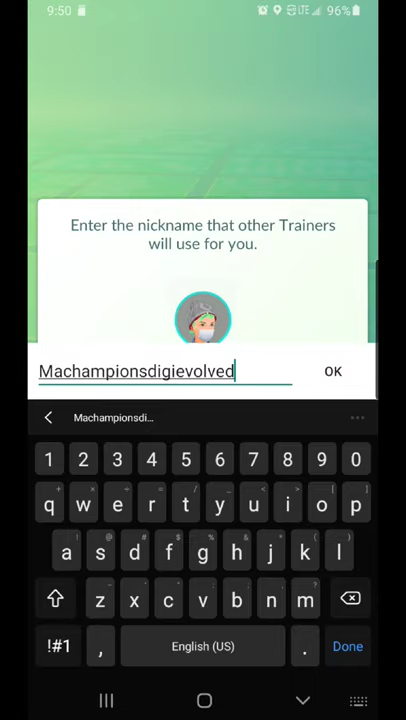 9:50 LTE 96%
Enter the nickname that other Trainers
will use for you.
Machampionsdigievolved OK
Machampionsdi...
1 2 3 4 5 6 7 8 9 0
q w e r t y u i o p
a s d f g h j k l
z x c v b n m
!#1 , English (US) . Done